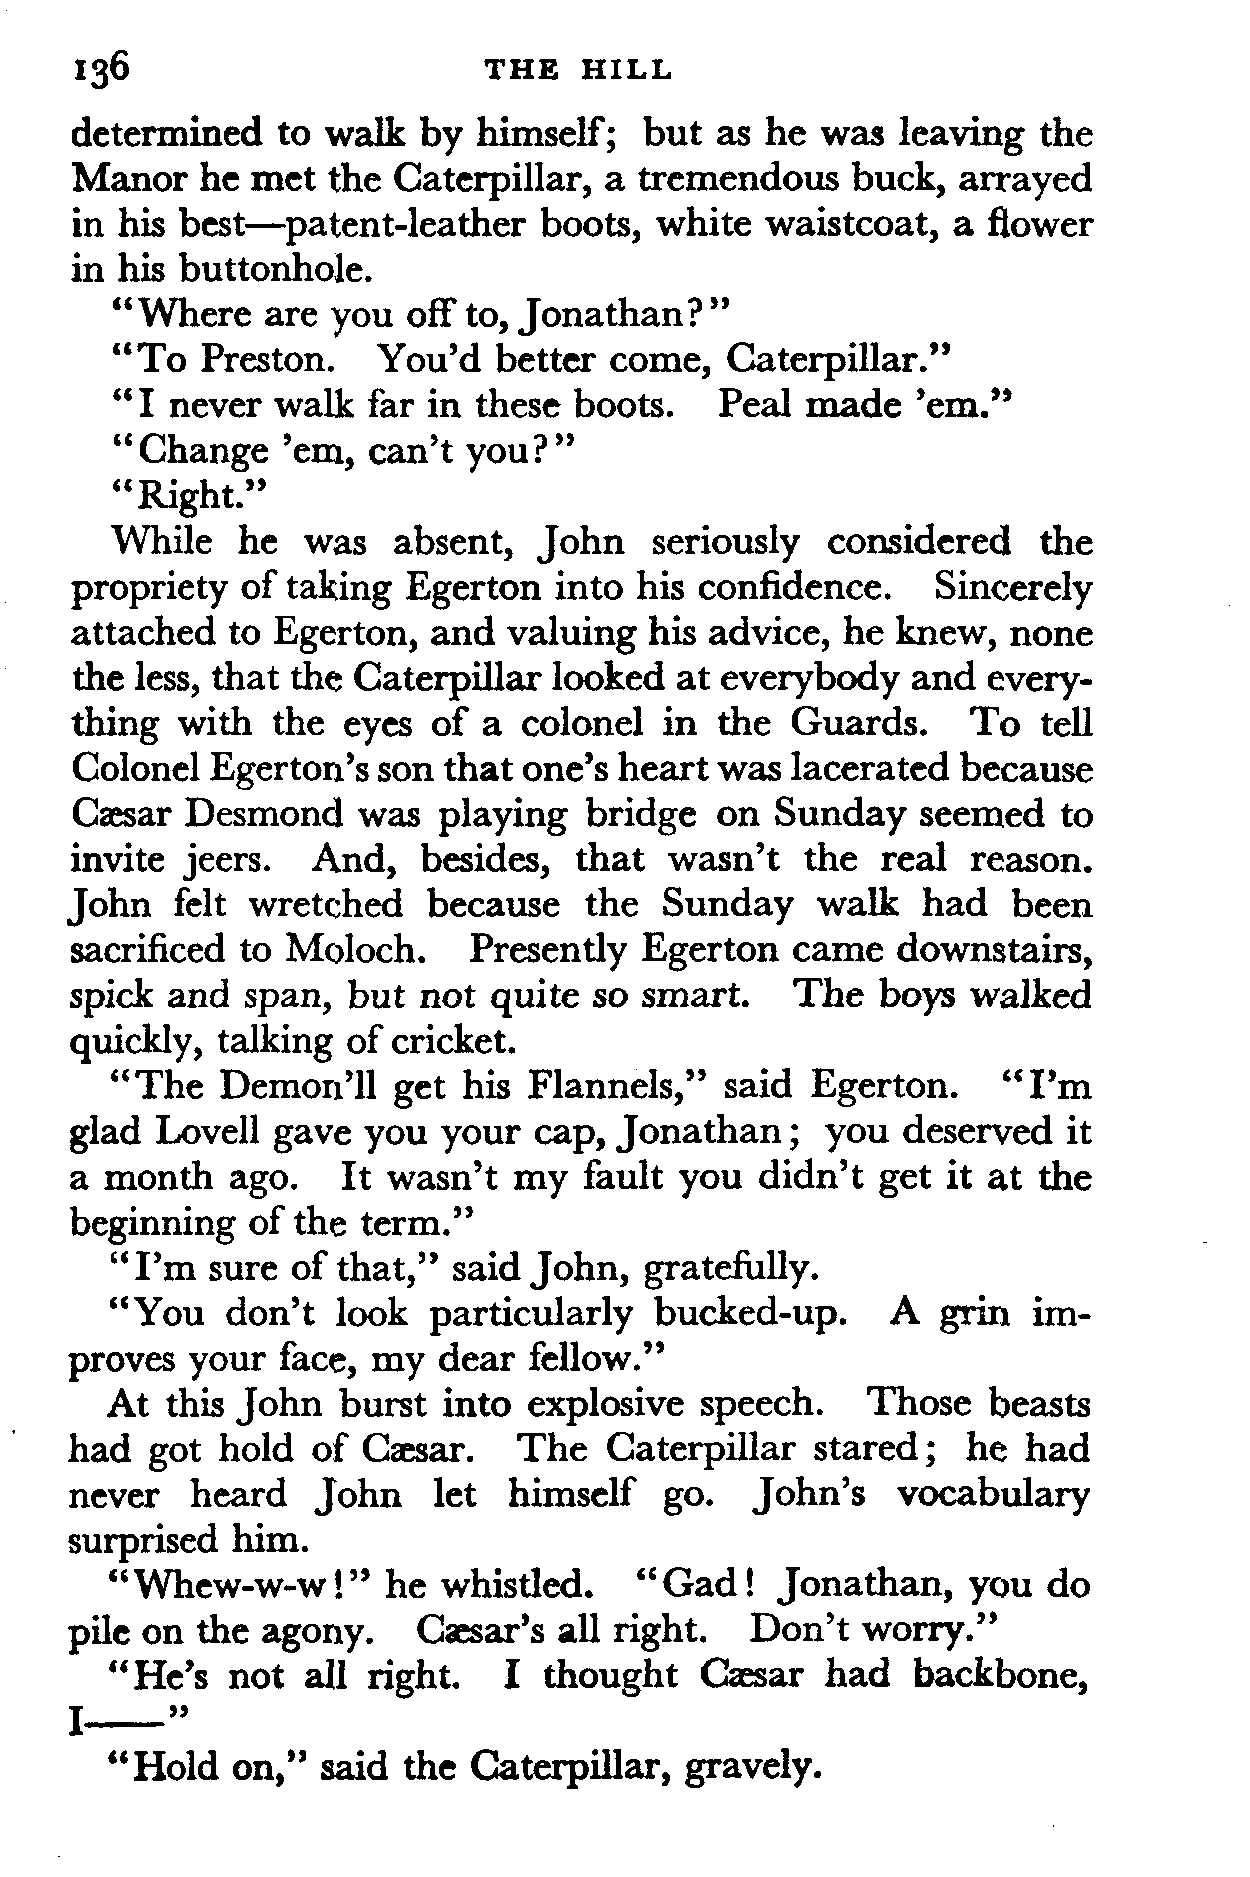 136 THE HILL
determined to walk by himself; but as he was leaving the
Manor he met the Caterpillar, a tremendous buck, arrayed
in his best—patent-leather boots, white waistcoat, a flower
in his buttonhole.
“Where are you off to, Jonathan?”
“To Preston. You’d better come, Caterpillar.”
“I never walk far in these boots. Peal made ’em.”
“Change ’em, can’t you?”
“Right.”
While he was absent, John seriously considered the
propriety of taking Egerton into his confidence. Sincerely
attached to Egerton, and valuing his advice, he knew, none
the less, that the Caterpillar looked at everybody and every-
thing with the eyes of a colonel in the Guards. To tell
Colonel Egerton’s son that one’s heart was lacerated because
Cæsar Desmond was playing bridge on Sunday seemed to
invite jeers. And, besides, that wasn’t the real reason.
John felt wretched because the Sunday walk had been
sacrificed to Moloch. Presently Egerton came downstairs,
spick and span, but not quite so smart. The boys walked
quickly, talking of cricket.
“The Demon’ll get his Flannels,” said Egerton. “I’m
glad Lovell gave you your cap, Jonathan; you deserved it
a month ago. It wasn’t my fault you didn’t get it at the
beginning of the term.”
“I’m sure of that,” said John, gratefully.
“You don’t look particularly bucked-up. A grin im-
proves your face, my dear fellow.”
At this John burst into explosive speech. Those beasts
had got hold of Cæsar. The Caterpillar stared; he had
never heard John let himself go. John’s vocabulary
surprised him.
“Whew-w-w!” he whistled. “Gad! Jonathan, you do
pile on the agony. Cæsar’s all right. Don’t worry.”
“He’s not all right. I thought Cæsar had backbone,
I——”
“Hold on,” said the Caterpillar, gravely.